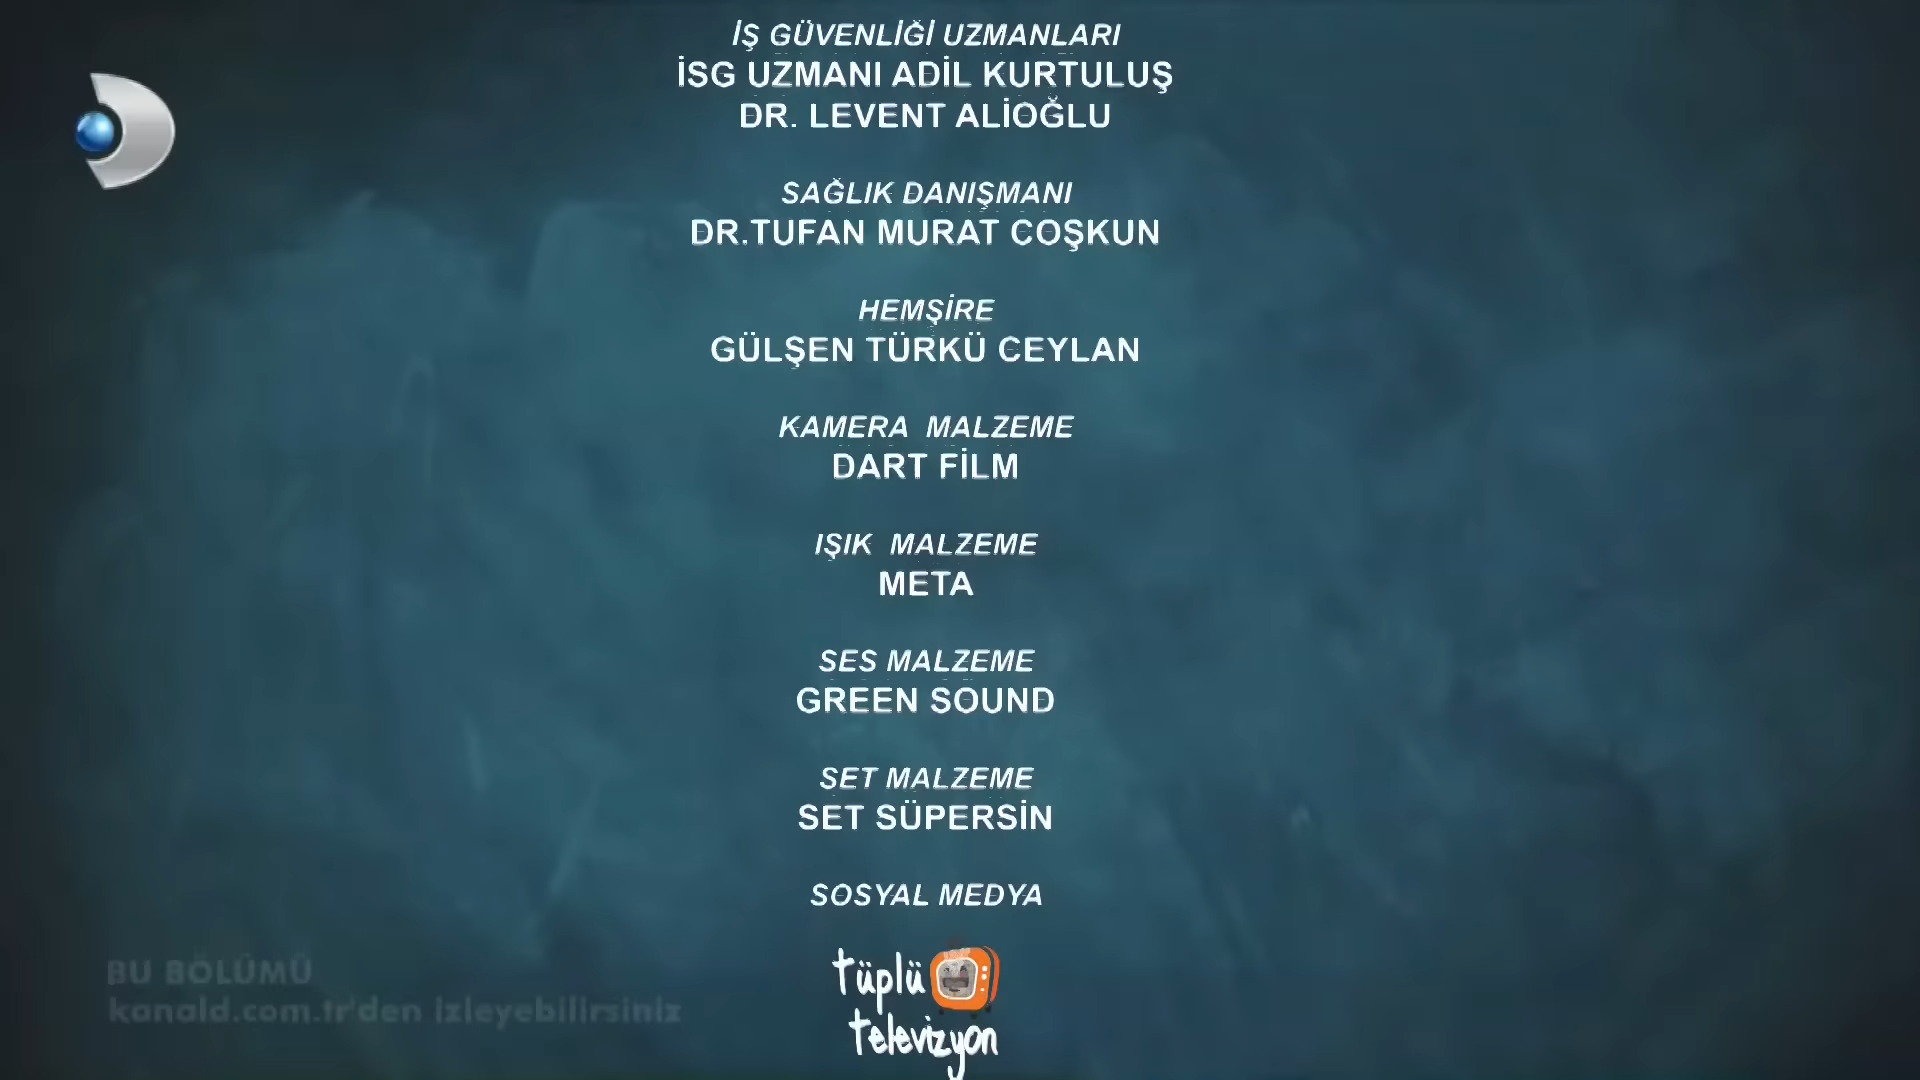 İŞ GÜVENLİĞİ UZMANLARI
İSG UZMANI ADİL KURTULUŞ
DR. LEVENT ALİOĞLU
SAĞLIK DANIŞMANI
DR.TUFAN MURAT COŞKUN
HEMŞİRE
GÜLŞEN TÜRKÜ CEYLAN
KAMERA MALZEME
DART FİLM
IŞIK MALZEME
META
SES MALZEME
GREEN SOUND
SET MALZEME
SET SÜPERSİN
SOSYAL MEDYA
tüplü
televizyon
BU BÖLÜMÜ
kanald.com.tr'den izleyebilirsiniz